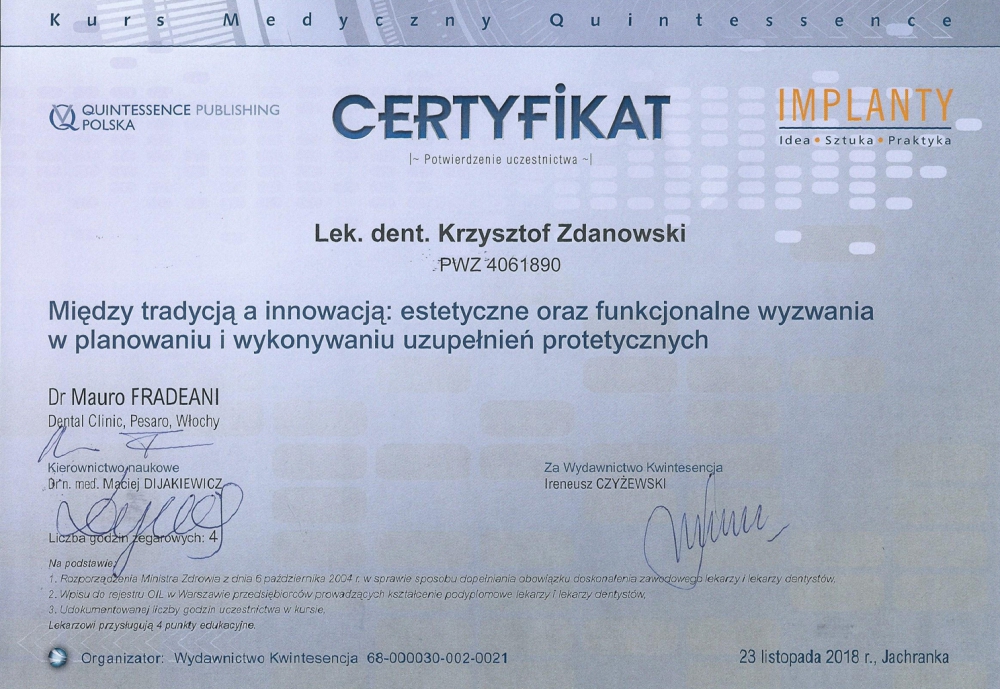 Kurs Medyczny Quintessence
QUINTESSENCE PUBLISHING
POLSKA
CERTYFIKAT
|~ Potwierdzenie uczestnictwa ~|
IMPLANTY
Idea • Sztuka • Praktyka
Lek. dent. Krzysztof Zdanowski
PWZ 4061890
Między tradycją a innowacją: estetyczne oraz funkcjonalne wyzwania
w planowaniu i wykonywaniu uzupełnień protetycznych
Dr Mauro FRADEANI
Dental Clinic, Pesaro, Włochy
Kierownictwo naukowe
Dr n. med. Maciej DIJAKIEWICZ
Za Wydawnictwo Kwintesencja
Ireneusz CZYŻEWSKI
Liczba godzin zegarowych: 4
Na podstawie:
1. Rozporządzenia Ministra Zdrowia z dnia 6 października 2004 r. w sprawie sposobu dopełniania obowiązku doskonalenia zawodowego lekarzy i lekarzy dentystów,
2. Wpisu do rejestru OIL w Warszawie przedsiębiorców prowadzących kształcenie podyplomowe lekarzy i lekarzy dentystów,
3. Udokumentowanej liczby godzin uczestnictwa w kursie.
Lekarzowi przysługują 4 punkty edukacyjne.
Organizator: Wydawnictwo Kwintesencja 68-000030-002-0021
23 listopada 2018 r., Jachranka